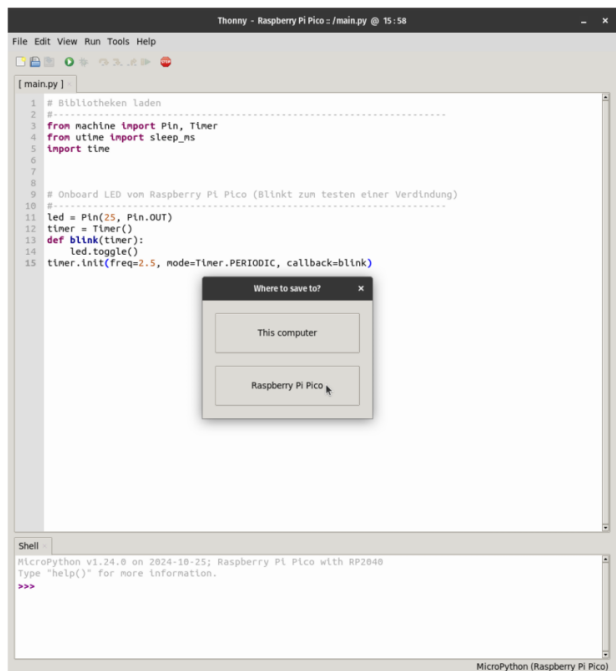 Thonny - Raspberry Pi Pico :: /main.py @ 15 : 58
File Edit View Run Tools Help
[ main.py ]
1 # Bibliotheken laden
2 #--------------------------------------------------------------------
3 from machine import Pin, Timer
4 from utime import sleep_ms
5 import time
6
7
8
9 # Onboard LED vom Raspberry Pi Pico (Blinkt zum testen einer Verdindung)
10 #--------------------------------------------------------------------
11 led = Pin(25, Pin.OUT)
12 timer = Timer()
13 def blink(timer):
14     led.toggle()
15 timer.init(freq=2.5, mode=Timer.PERIODIC, callback=blink)
Where to save to?
This computer
Raspberry Pi Pico
Shell
MicroPython v1.24.0 on 2024-10-25; Raspberry Pi Pico with RP2040
Type "help()" for more information.
>>>
MicroPython (Raspberry Pi Pico)